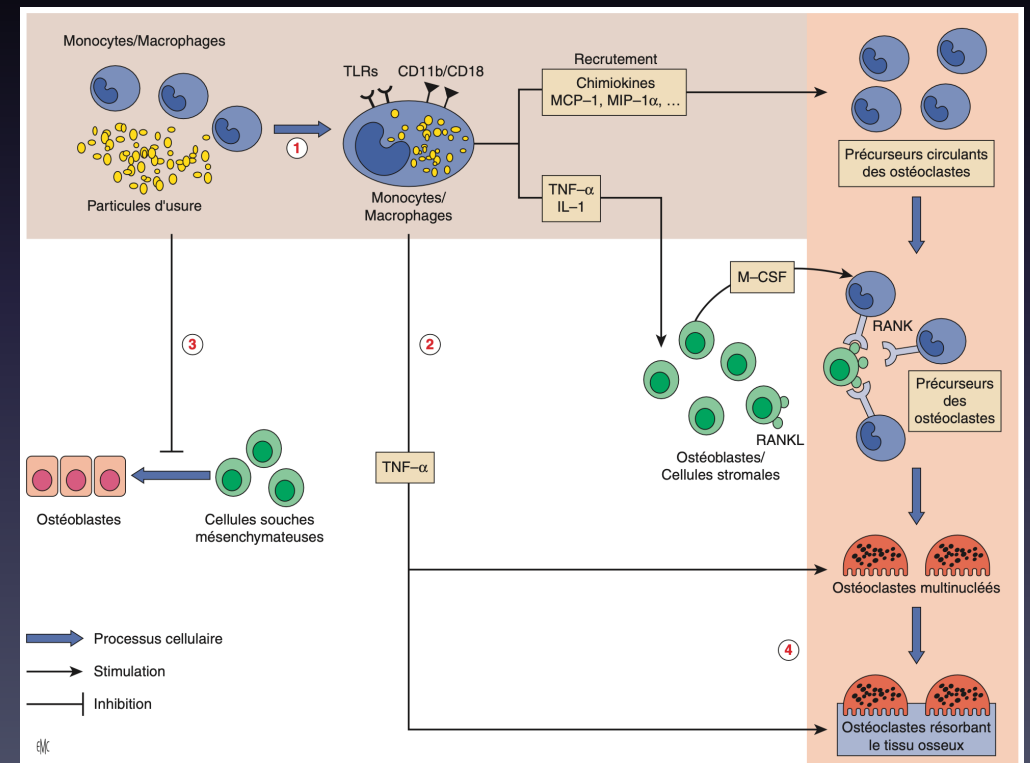 Monocytes/Macrophages
Particules d'usure
1
TLRs
CD11b/CD18
Monocytes/
Macrophages
Recrutement
Chimiokines
MCP–1, MIP–1α, ...
TNF–α
IL–1
Précurseurs circulants
des ostéoclastes
M–CSF
RANK
Précurseurs
des
ostéoclastes
RANKL
Ostéoblastes/
Cellules stromales
3
2
TNF–α
Ostéoblastes
Cellules souches
mésenchymateuses
Ostéoclastes multinucléés
4
Ostéoclastes résorbant
le tissu osseux
Processus cellulaire
Stimulation
Inhibition
EMC